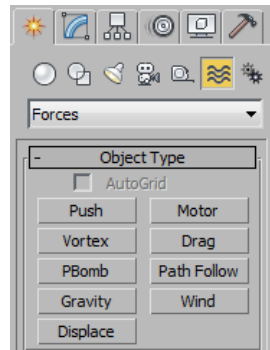 Forces
- Object Type
AutoGrid
Push Motor
Vortex Drag
PBomb Path Follow
Gravity Wind
Displace